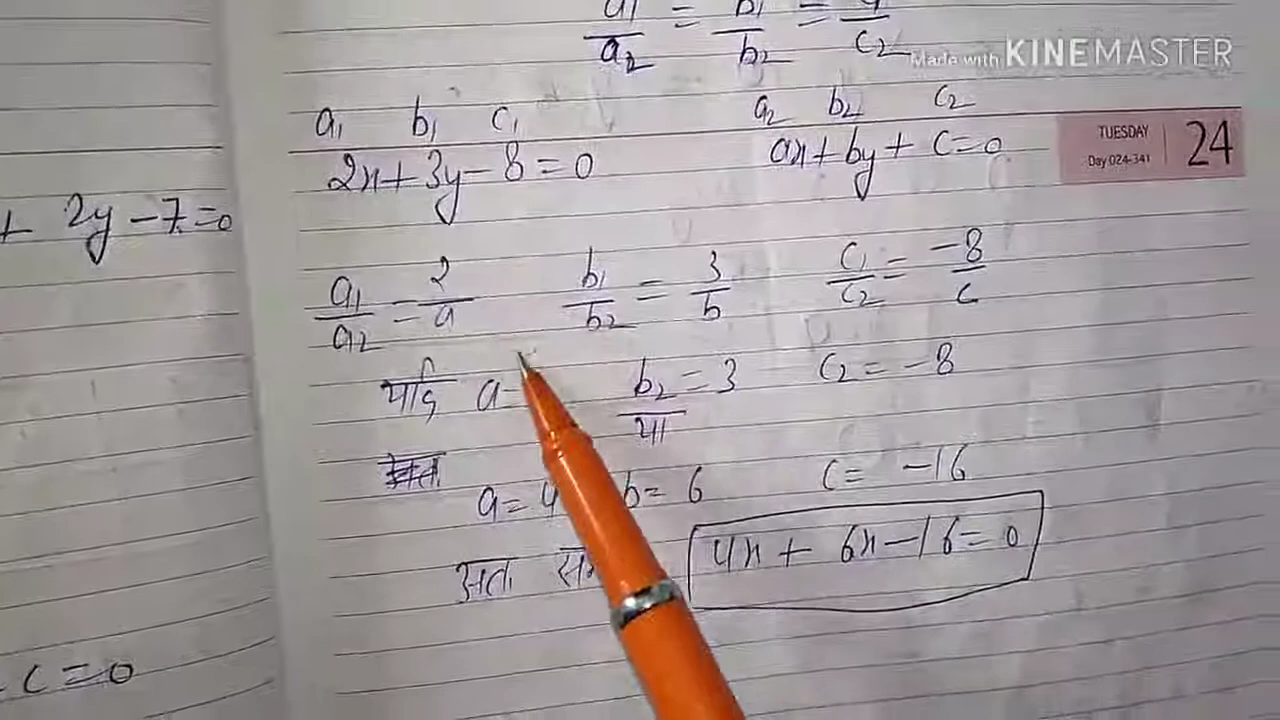 a1/a2 = b1/b2 = c1/c2
Made with KINEMASTER
a1 b1 c1 a2 b2 c2
2x+3y-8=0 ax+by+c=0
TUESDAY 24
Day 024-341
+ 2y-7=0
a1/a2 = 2/a b1/b2 = 3/b c1/c2 = -8/c
यदि a= b2=3 c2=-8
या
a=4 b=6 c=-16
अतः 4x+6x-16=0
c=0